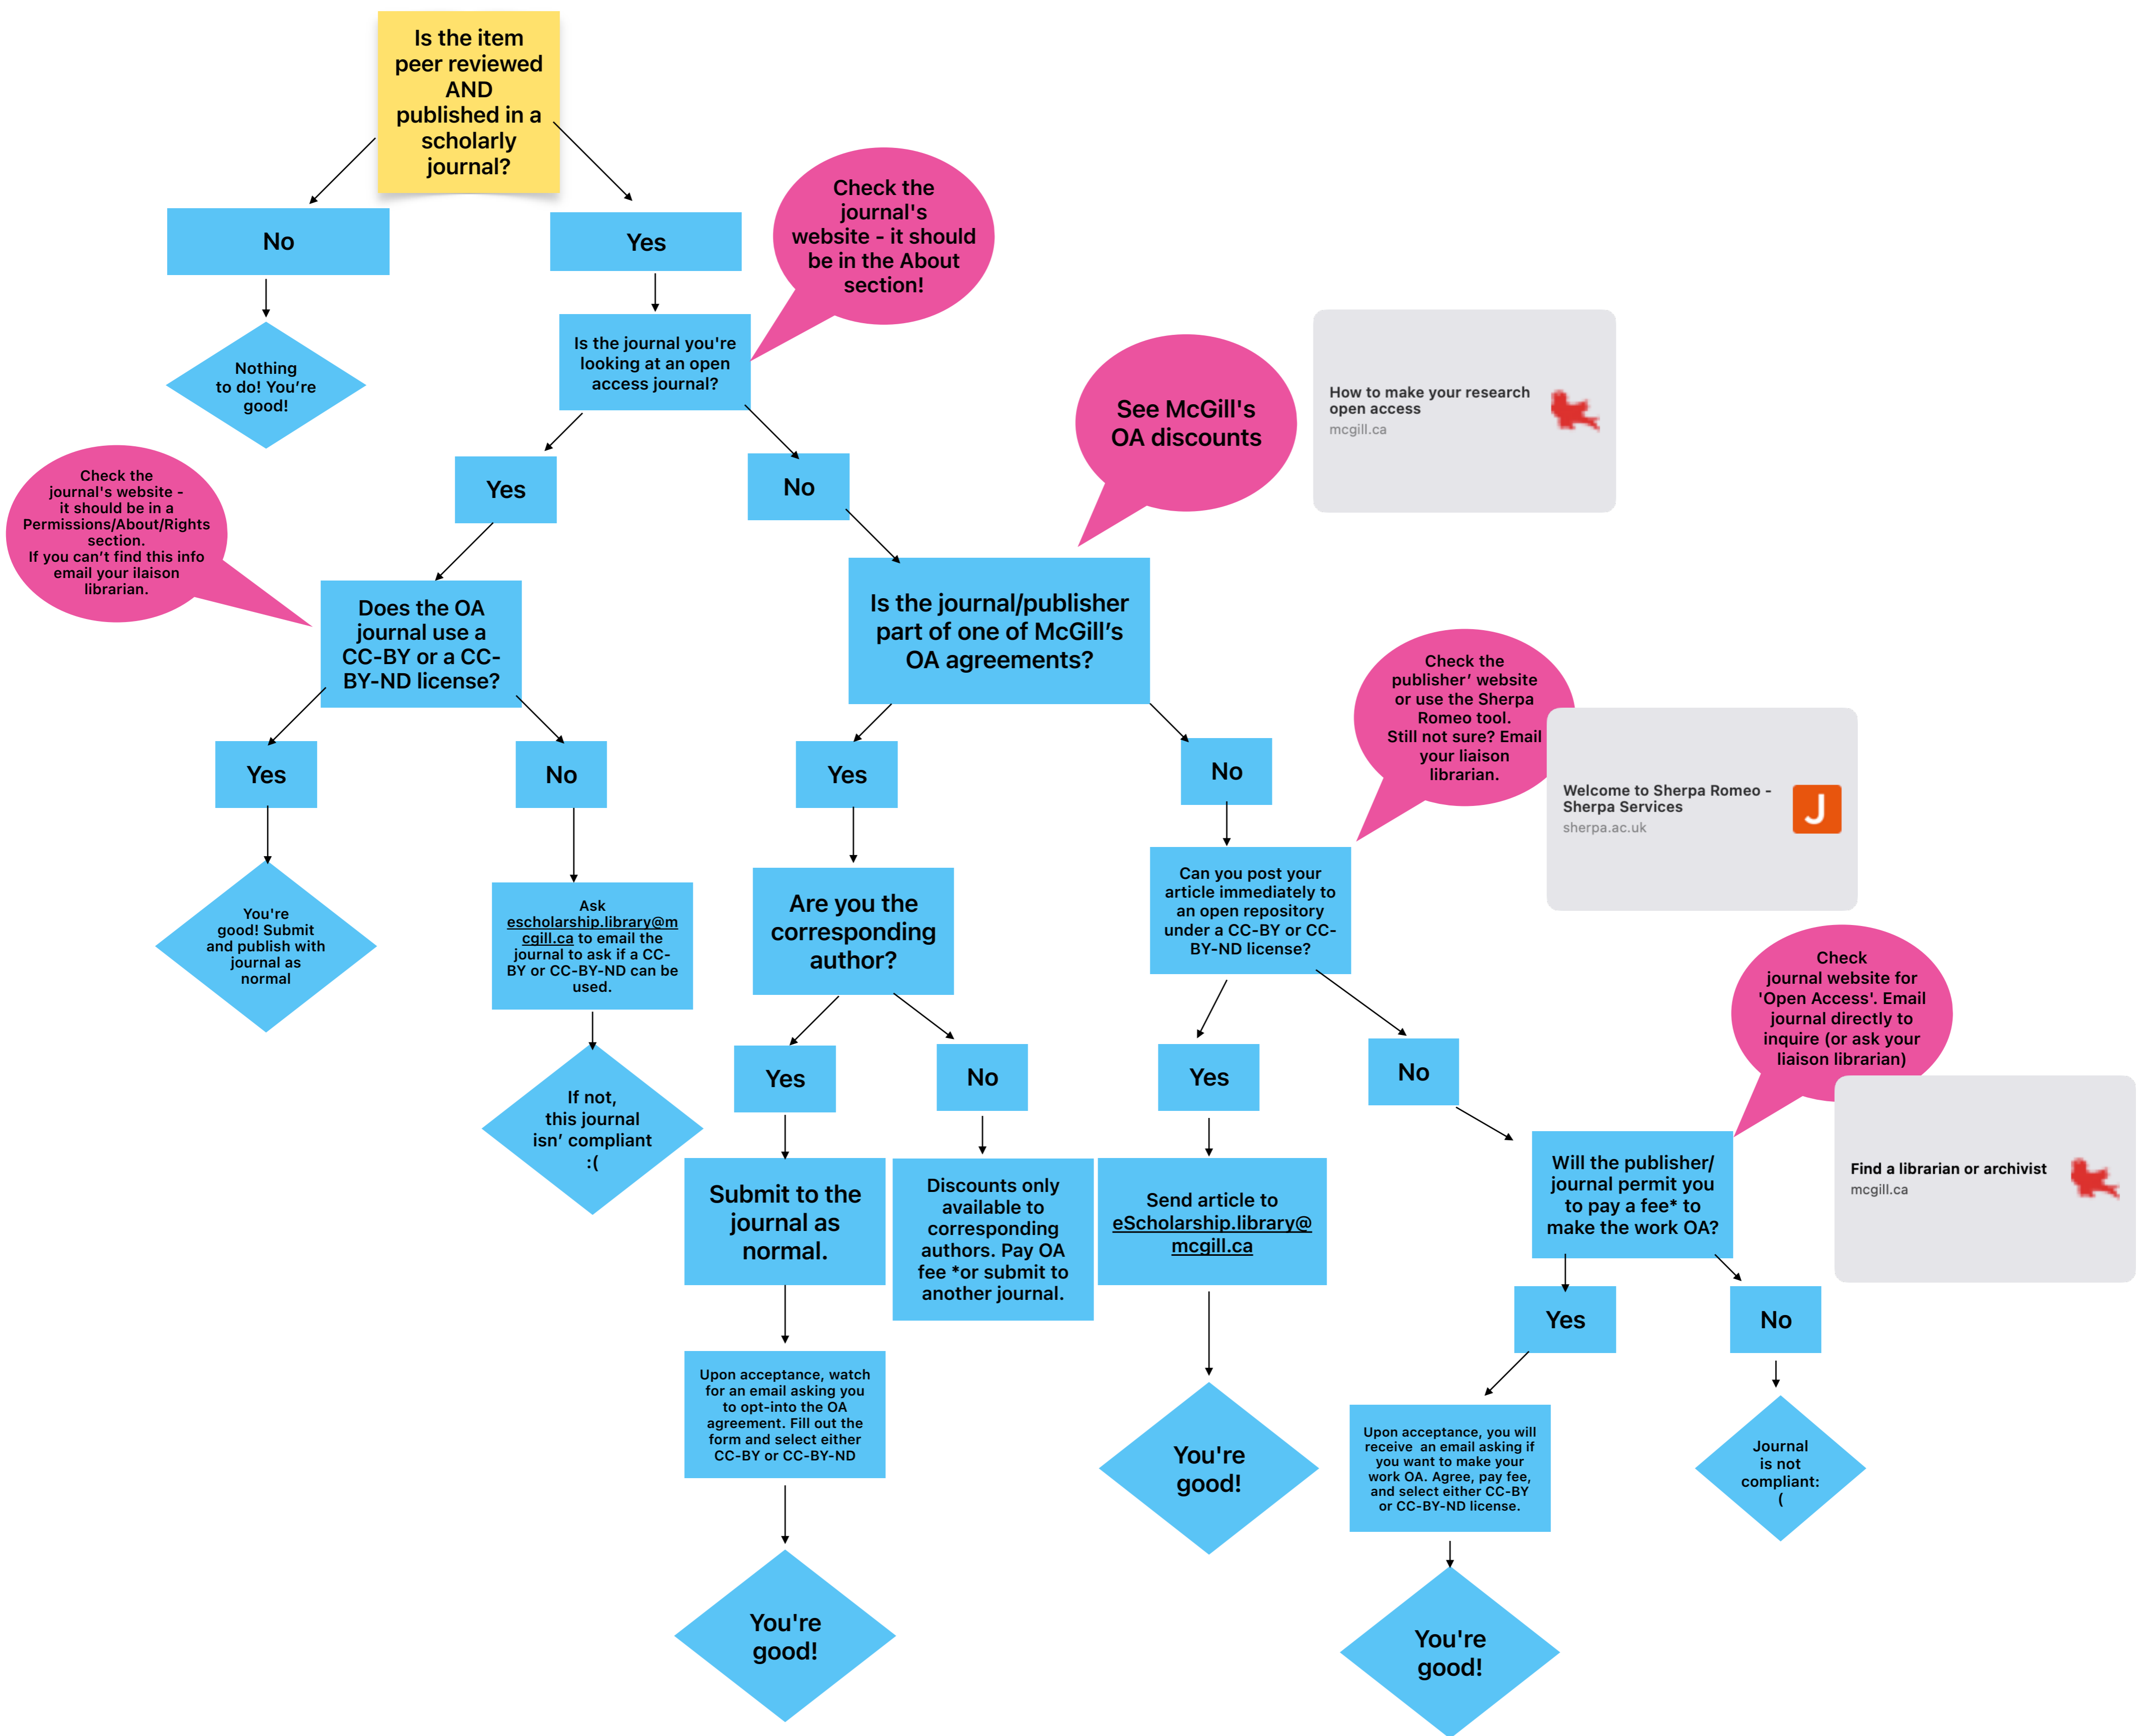 Is the item
peer reviewed
AND
published in a
scholarly
journal?
No
Yes
Check the
journal's
website - it should
be in the About
section!
Nothing
to do! You’re
good!
Is the journal you're
looking at an open
access journal?
See McGill's
OA discounts
How to make your research
open access
mcgill.ca
Yes
No
Check the
journal's website -
it should be in a
Permissions/About/Rights
section.
If you can’t find this info
email your ilaison
librarian.
Does the OA
journal use a
CC-BY or a CC-
BY-ND license?
Is the journal/publisher
part of one of McGill’s
OA agreements?
Yes
No
Yes
No
Check the
publisher’ website
or use the Sherpa
Romeo tool.
Still not sure? Email
your liaison
librarian.
Welcome to Sherpa Romeo -
Sherpa Services
sherpa.ac.uk
J
You're
good! Submit
and publish with
journal as
normal
Ask
escholarship.library@m
cgill.ca to email the
journal to ask if a CC-
BY or CC-BY-ND can be
used.
Are you the
corresponding
author?
Can you post your
article immediately to
an open repository
under a CC-BY or CC-
BY-ND license?
If not,
this journal
isn’ compliant
:(
Yes
No
Yes
No
Check
journal website for
'Open Access'. Email
journal directly to
inquire (or ask your
liaison librarian)
Find a librarian or archivist
mcgill.ca
Submit to the
journal as
normal.
Discounts only
available to
corresponding
authors. Pay OA
fee *or submit to
another journal.
Send article to
eScholarship.library@
mcgill.ca
Will the publisher/
journal permit you
to pay a fee* to
make the work OA?
Yes
No
Upon acceptance, watch
for an email asking you
to opt-into the OA
agreement. Fill out the
form and select either
CC-BY or CC-BY-ND
You're
good!
Upon acceptance, you will
receive  an email asking if
you want to make your
work OA. Agree, pay fee,
and select either CC-BY
or CC-BY-ND license.
Journal
is not
compliant:
(
You're
good!
You're
good!